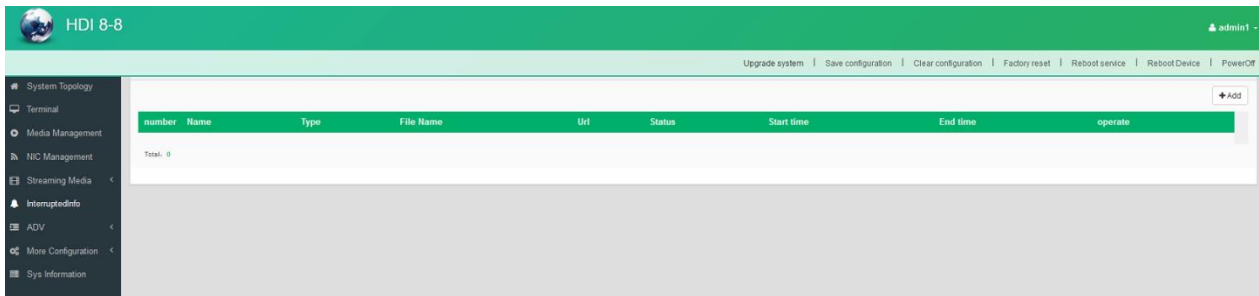 HDI 8-8
admin1
Upgrade system | Save configuration | Clear configuration | Factory reset | Reboot service | Reboot Device | PowerOff
System Topology
Terminal
Media Management
NIC Management
Streaming Media
InterruptedInfo
ADV
More Configuration
Sys Information
+Add
number Name Type File Name Url Status Start time End time operate
Total: 0